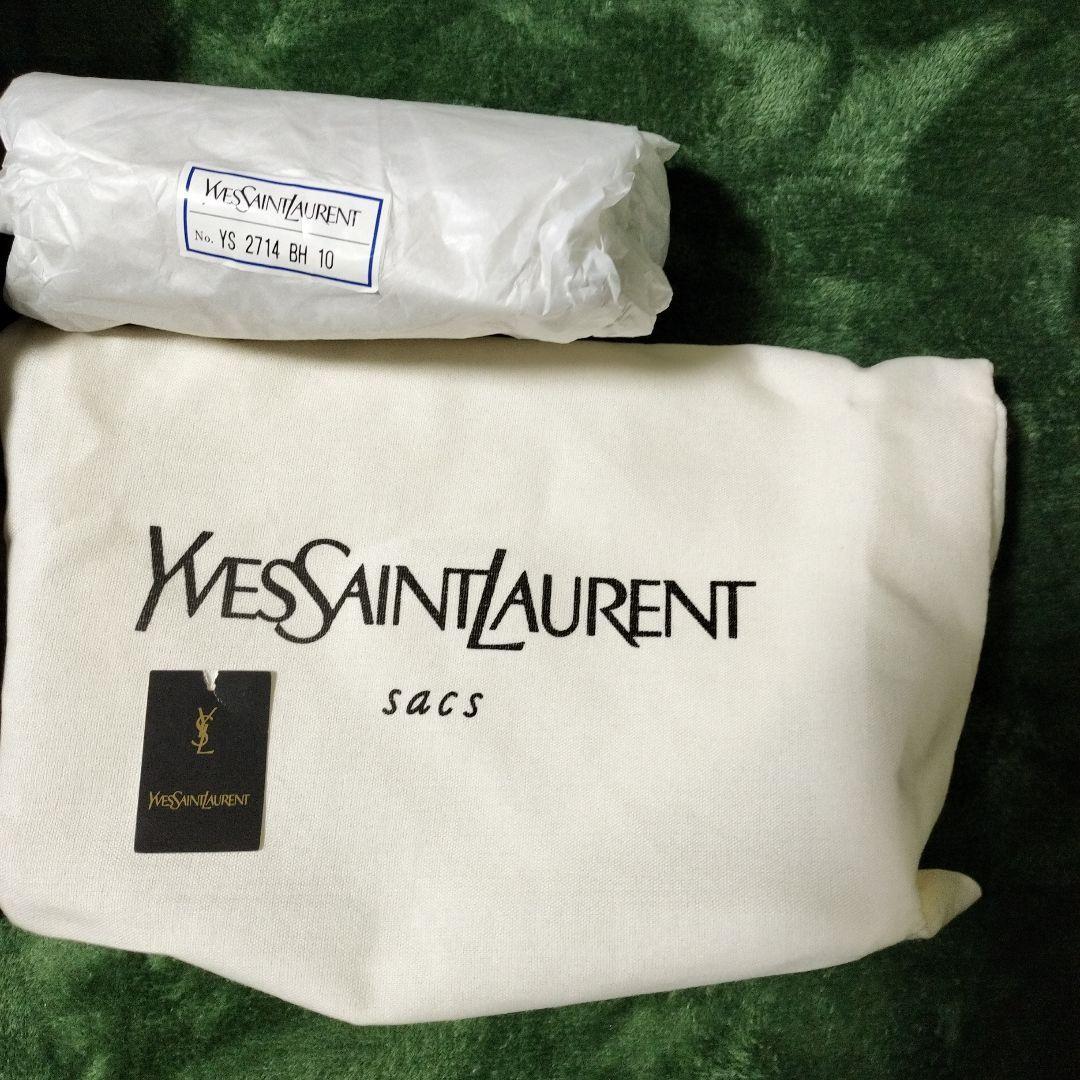 YVESSAINTLAURENT
No. YS 2714 BH 10
YVESSAINTLAURENT
sacs
YSL
YVESSAINTLAURENT